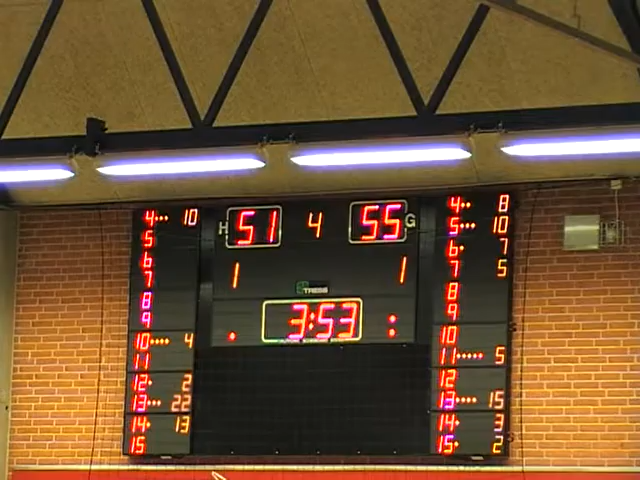 4 10 H 51 4 55 G 4 8
5 5 10
6 6 7
7 1 1 7 5
8 TRESS 8
9 3:53 9
10 4 10
11 11 5
12 2 12
13 22 13 15
14 13 14 3
15 15 2